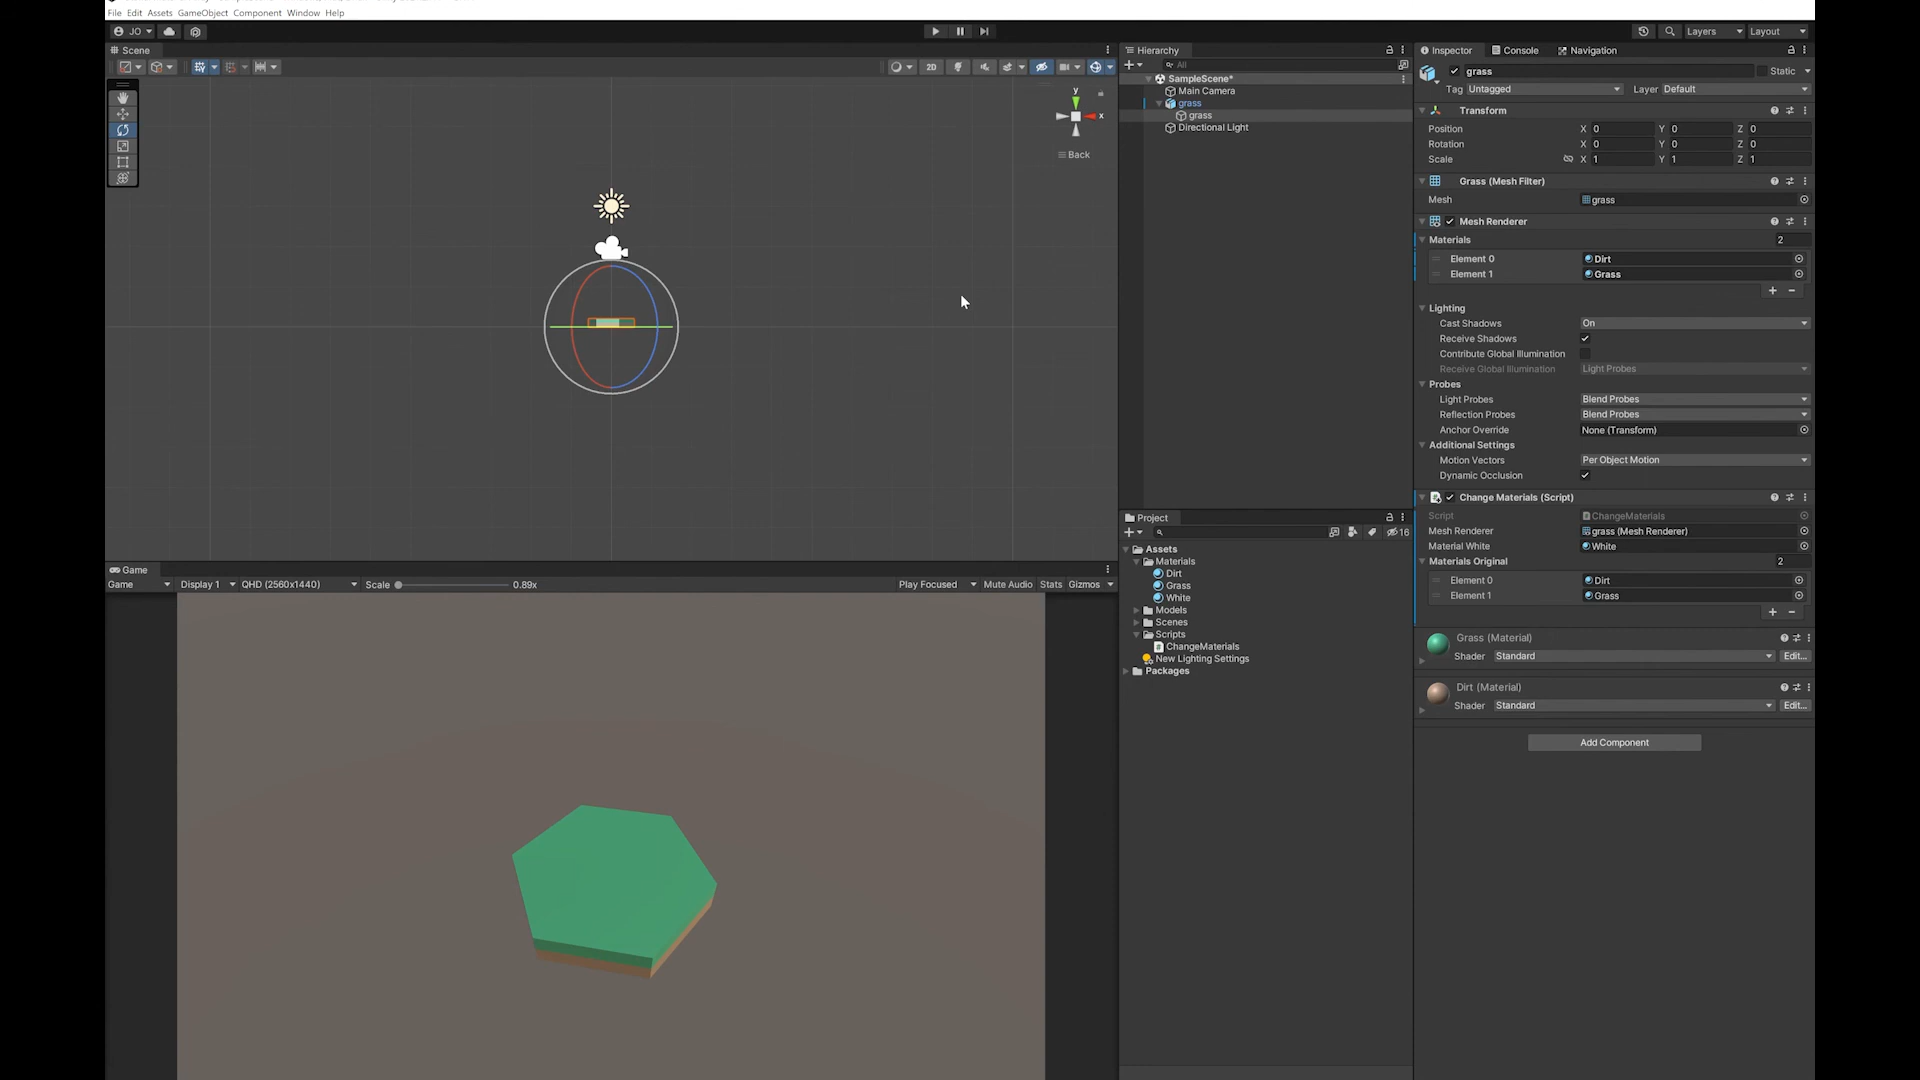 File Edit Assets GameObject Component Window Help
JO
Layers Layout
Scene
2D
y
x
Back
Hierarchy
All
SampleScene*
Main Camera
grass
grass
Directional Light
Inspector Console Navigation
grass Static
Tag Untagged Layer Default
Transform
Position X 0 Y 0 Z 0
Rotation X 0 Y 0 Z 0
Scale X 1 Y 1 Z 1
Grass (Mesh Filter)
Mesh grass
Mesh Renderer
Materials 2
Element 0 Dirt
Element 1 Grass
Lighting
Cast Shadows On
Receive Shadows
Contribute Global Illumination
Receive Global Illumination Light Probes
Probes
Light Probes Blend Probes
Reflection Probes Blend Probes
Anchor Override None (Transform)
Additional Settings
Motion Vectors Per Object Motion
Dynamic Occlusion
Change Materials (Script)
Script ChangeMaterials
Mesh Renderer grass (Mesh Renderer)
Material White White
Materials Original 2
Element 0 Dirt
Element 1 Grass
Grass (Material)
Shader Standard Edit...
Dirt (Material)
Shader Standard Edit...
Add Component
Project
16
Assets
Materials
Dirt
Grass
White
Models
Scenes
Scripts
ChangeMaterials
New Lighting Settings
Packages
Game
Game Display 1 QHD (2560x1440) Scale 0.89x Play Focused Mute Audio Stats Gizmos